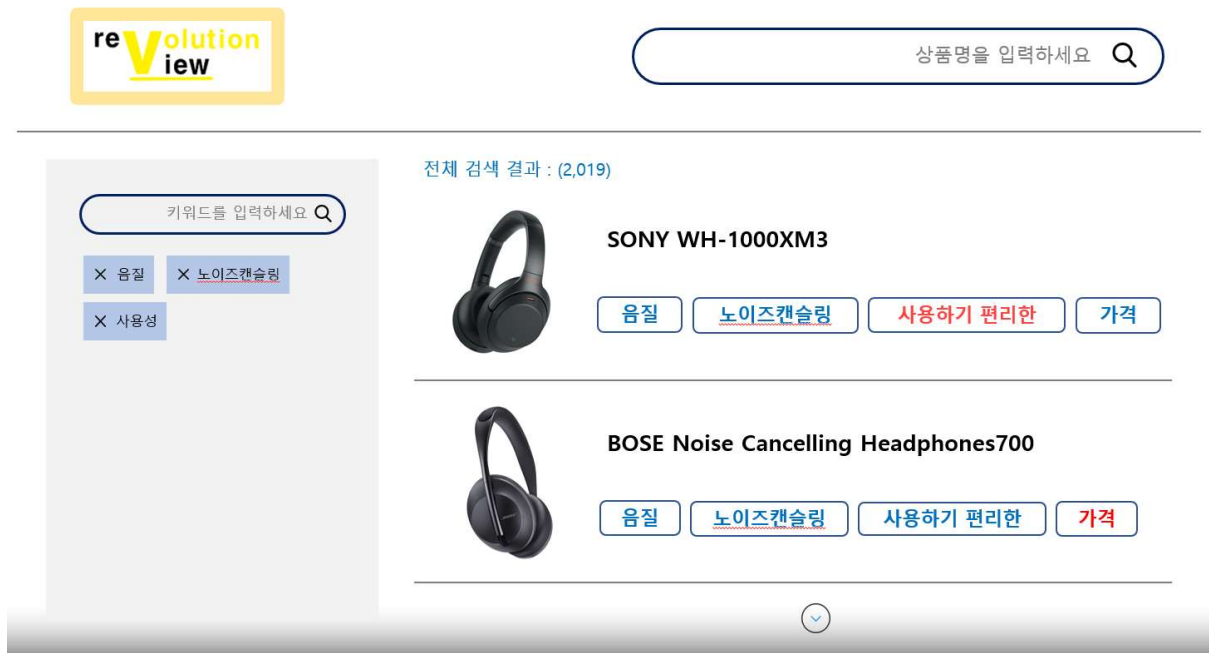 reVolution
View
상품명을 입력하세요
전체 검색 결과 : (2,019)
키워드를 입력하세요
× 음질 × 노이즈캔슬링
× 사용성
SONY WH-1000XM3
음질 노이즈캔슬링 사용하기 편리한 가격
BOSE Noise Cancelling Headphones700
음질 노이즈캔슬링 사용하기 편리한 가격